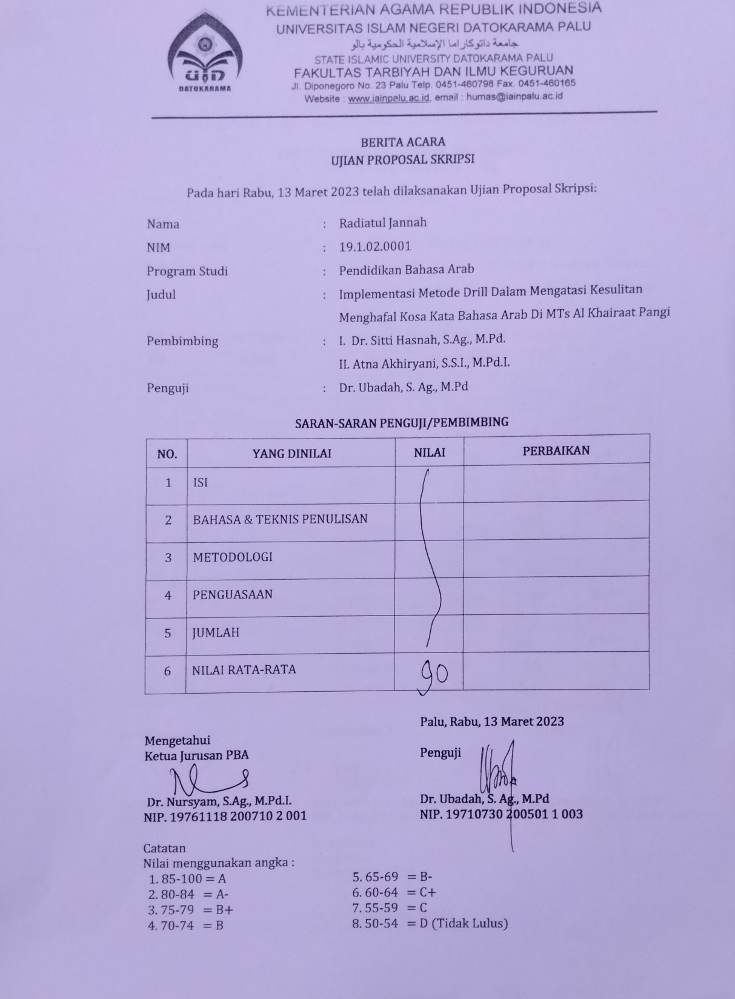 KEMENTERIAN AGAMA REPUBLIK INDONESIA
UNIVERSITAS ISLAM NEGERI DATOKARAMA PALU
جامعة داتوكاراما الإسلامية الحكومية بالو
STATE ISLAMIC UNIVERSITY DATOKARAMA PALU
FAKULTAS TARBIYAH DAN ILMU KEGURUAN
Jl. Diponegoro No. 23 Palu Telp. 0451-460798 Fax. 0451-460165
Website : www.iainpalu.ac.id, email : humas@iainpalu.ac.id
UIN
DATOKARAMA
BERITA ACARA
UJIAN PROPOSAL SKRIPSI
Pada hari Rabu, 13 Maret 2023 telah dilaksanakan Ujian Proposal Skripsi:
Nama : Radiatul Jannah
NIM : 19.1.02.0001
Program Studi : Pendidikan Bahasa Arab
Judul : Implementasi Metode Drill Dalam Mengatasi Kesulitan
Menghafal Kosa Kata Bahasa Arab Di MTs Al Khairaat Pangi
Pembimbing : I. Dr. Sitti Hasnah, S.Ag., M.Pd.
II. Atna Akhiryani, S.S.I., M.Pd.I.
Penguji : Dr. Ubadah, S. Ag., M.Pd
SARAN-SARAN PENGUJI/PEMBIMBING
NO. YANG DINILAI NILAI PERBAIKAN
1 ISI
2 BAHASA & TEKNIS PENULISAN
3 METODOLOGI
4 PENGUASAAN
5 JUMLAH
6 NILAI RATA-RATA 90
Palu, Rabu, 13 Maret 2023
Mengetahui
Ketua Jurusan PBA
Penguji
Dr. Nursyam, S.Ag., M.Pd.I.
NIP. 19761118 200710 2 001
Dr. Ubadah, S. Ag., M.Pd
NIP. 19710730 200501 1 003
Catatan
Nilai menggunakan angka :
1. 85-100 = A
2. 80-84 = A-
3. 75-79 = B+
4. 70-74 = B
5. 65-69 = B-
6. 60-64 = C+
7. 55-59 = C
8. 50-54 = D (Tidak Lulus)